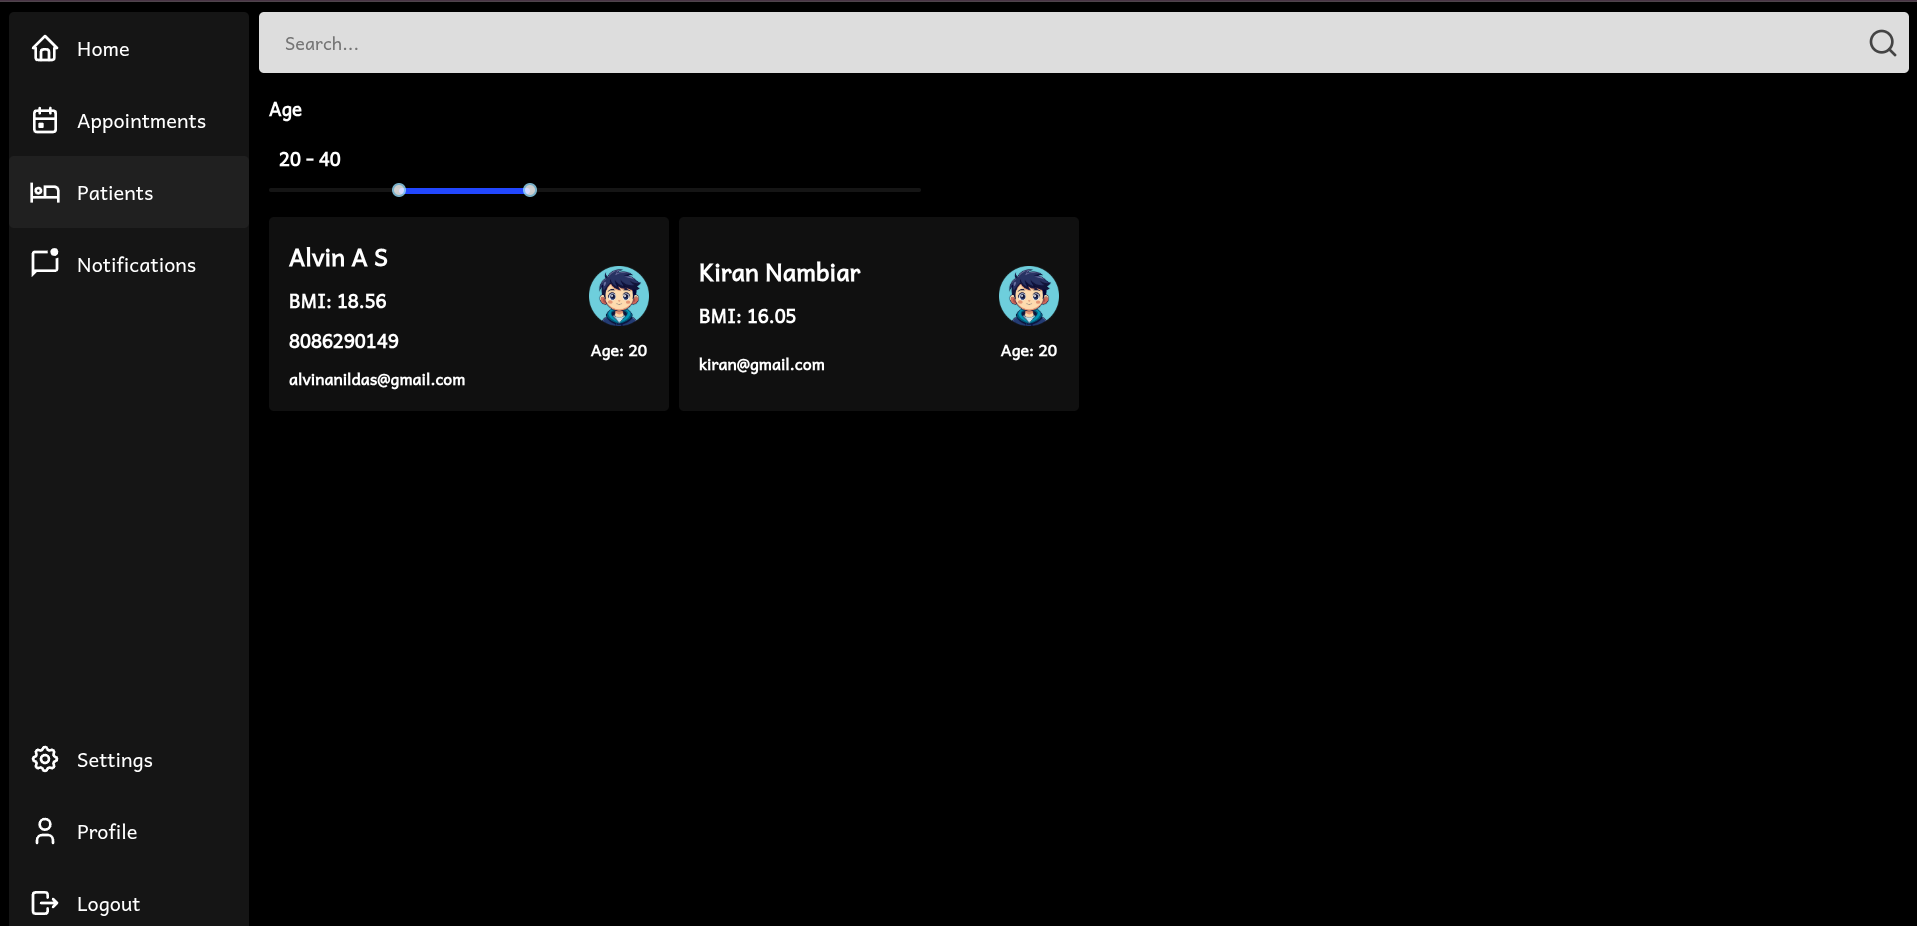 Home
Appointments
Patients
Notifications
Settings
Profile
Logout
Search...
Age
20 - 40
Alvin A S
BMI: 18.56
8086290149
alvinanildas@gmail.com
Age: 20
Kiran Nambiar
BMI: 16.05
kiran@gmail.com
Age: 20